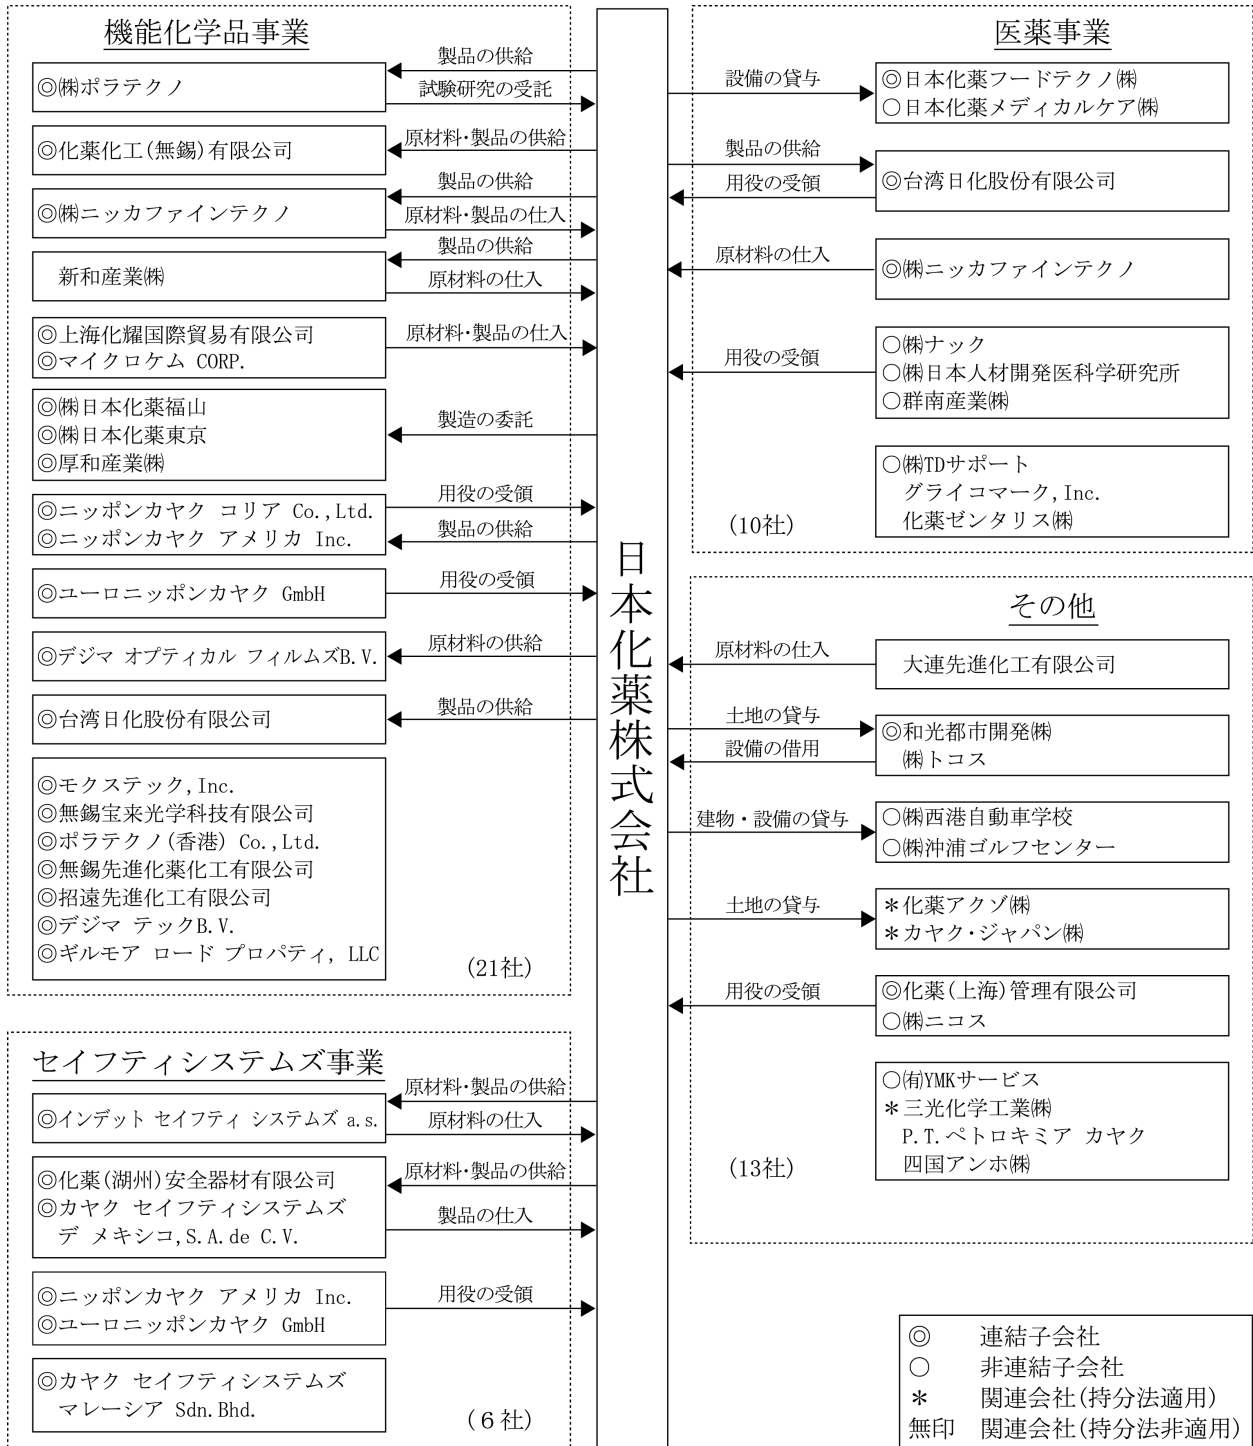 機能化学品事業
製品の供給
◎㈱ポラテクノ
試験研究の受託
原材料・製品の供給
◎化薬化工(無錫)有限公司
製品の供給
◎㈱ニッカファインテクノ
原材料・製品の仕入
製品の供給
新和産業㈱
原材料の仕入
◎上海化耀国際貿易有限公司
原材料・製品の仕入
◎マイクロケム CORP.
◎㈱日本化薬福山
◎㈱日本化薬東京
製造の委託
◎厚和産業㈱
用役の受領
◎ニッポンカヤク コリア Co.,Ltd.
製品の供給
◎ニッポンカヤク アメリカ Inc.
用役の受領
◎ユーロニッポンカヤク GmbH
原材料の供給
◎デジマ オプティカル フィルムズB.V.
製品の供給
◎台湾日化股份有限公司
◎モクステック,Inc.
◎無錫宝来光学科技有限公司
◎ポラテクノ(香港) Co.,Ltd.
◎無錫先進化薬化工有限公司
◎招遠先進化工有限公司
◎デジマ テックB.V.
◎ギルモア ロード プロパティ, LLC
(21社)
セイフティシステムズ事業
原材料・製品の供給
◎インデット セイフティ システムズ a.s.
原材料の仕入
原材料・製品の供給
◎化薬(湖州)安全器材有限公司
◎カヤク セイフティシステムズ
デ メキシコ,S.A.de C.V.
製品の仕入
用役の受領
◎ニッポンカヤク アメリカ Inc.
◎ユーロニッポンカヤク GmbH
◎カヤク セイフティシステムズ
マレーシア Sdn.Bhd.
(6社)
日本化薬株式会社
医薬事業
設備の貸与
◎日本化薬フードテクノ㈱
○日本化薬メディカルケア㈱
製品の供給
用役の受領
◎台湾日化股份有限公司
原材料の仕入
◎㈱ニッカファインテクノ
用役の受領
○㈱ナック
○㈱日本人材開発医科学研究所
○群南産業㈱
○㈱TDサポート
グライコマーク,Inc.
化薬ゼンタリス㈱
(10社)
その他
原材料の仕入
大連先進化工有限公司
土地の貸与
◎和光都市開発㈱
設備の借用
㈱トコス
建物・設備の貸与
○㈱西港自動車学校
○㈱沖浦ゴルフセンター
土地の貸与
＊化薬アクゾ㈱
＊カヤク・ジャパン㈱
用役の受領
◎化薬(上海)管理有限公司
○㈱ニコス
○㈲YMKサービス
＊三光化学工業㈱
P.T.ペトロキミア カヤク
四国アンホ㈱
(13社)
◎ 連結子会社
○ 非連結子会社
＊ 関連会社(持分法適用)
無印 関連会社(持分法非適用)